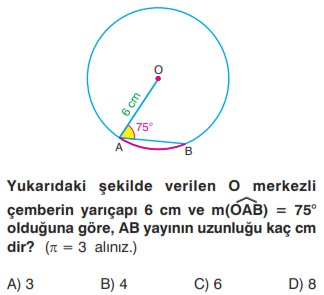 O
6 cm
75°
A
B
Yukarıdaki şekilde verilen O merkezli
çemberin yarıçapı 6 cm ve m(OAB) = 75°
olduğuna göre, AB yayının uzunluğu kaç cm
dir? (π = 3 alınız.)
A) 3 B) 4 C) 6 D) 8